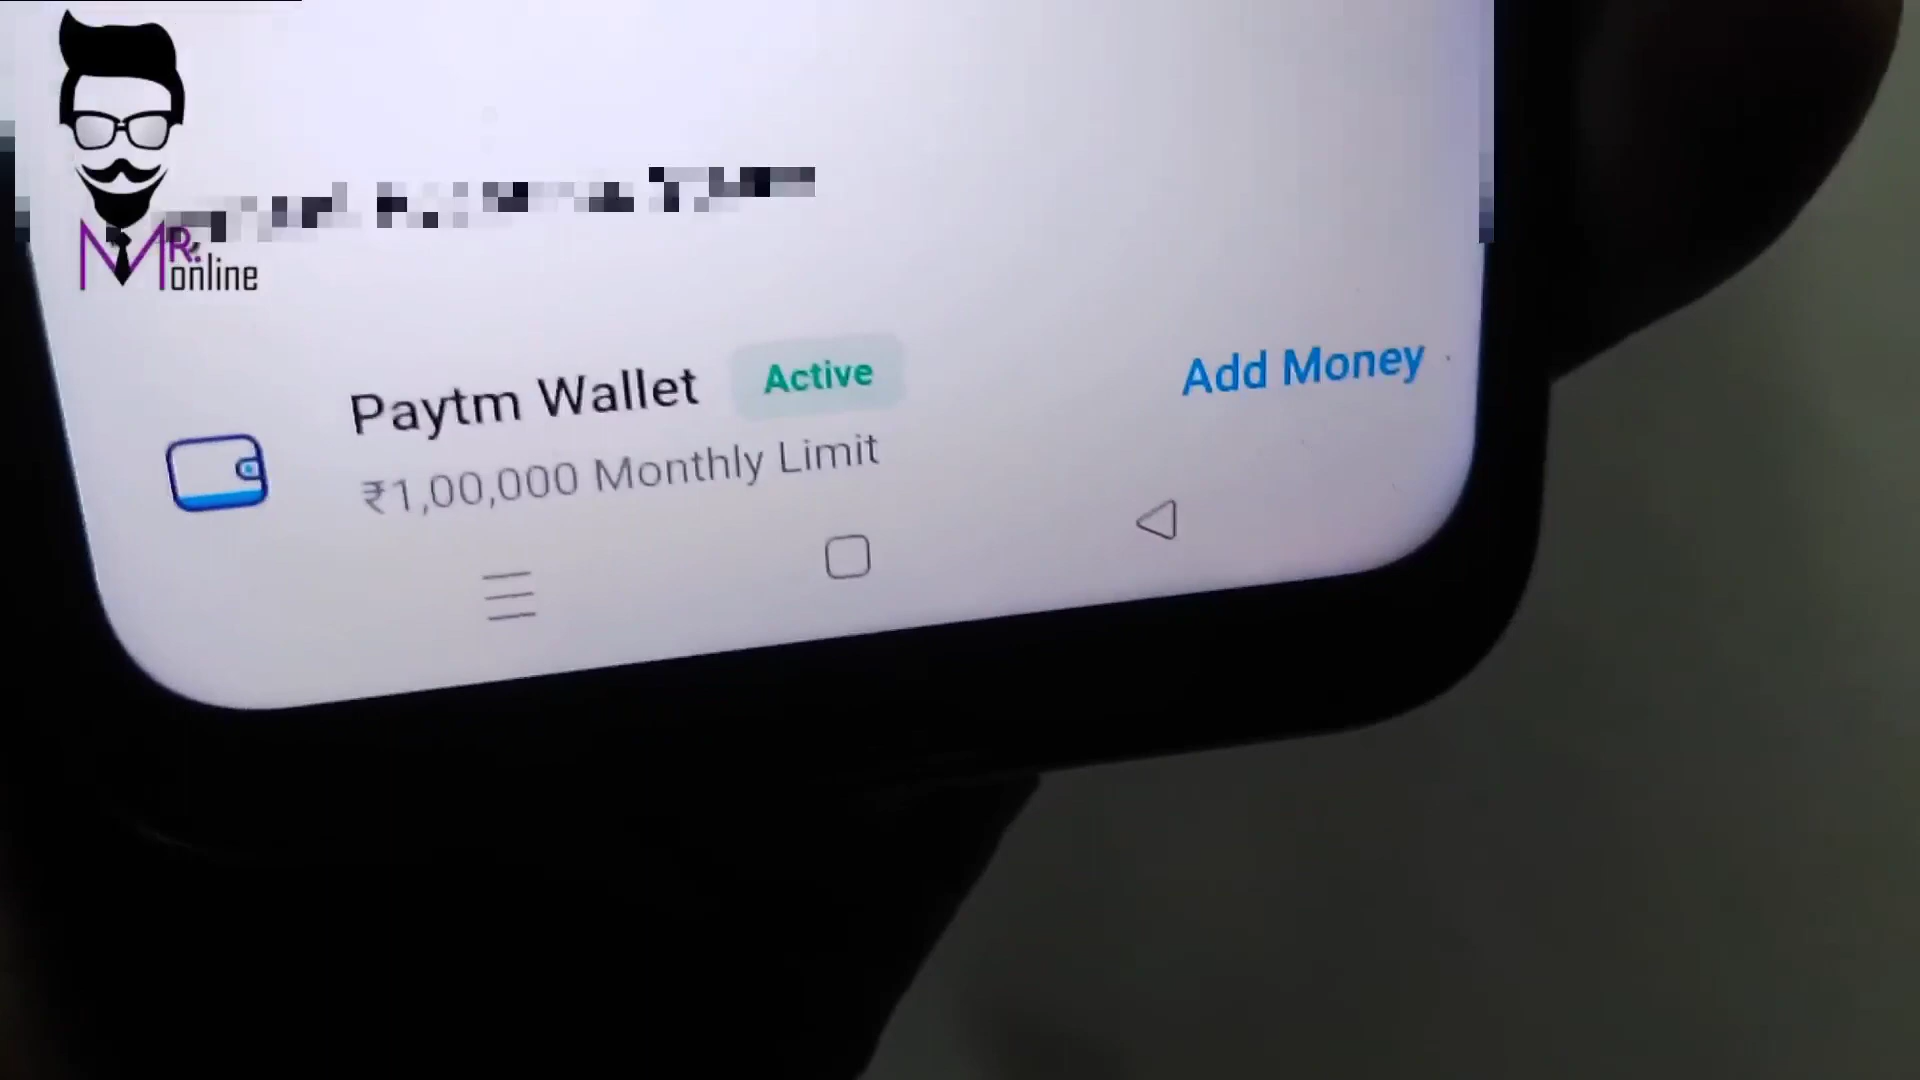 MR.
online
Paytm Wallet Active
Add Money
₹1,00,000 Monthly Limit